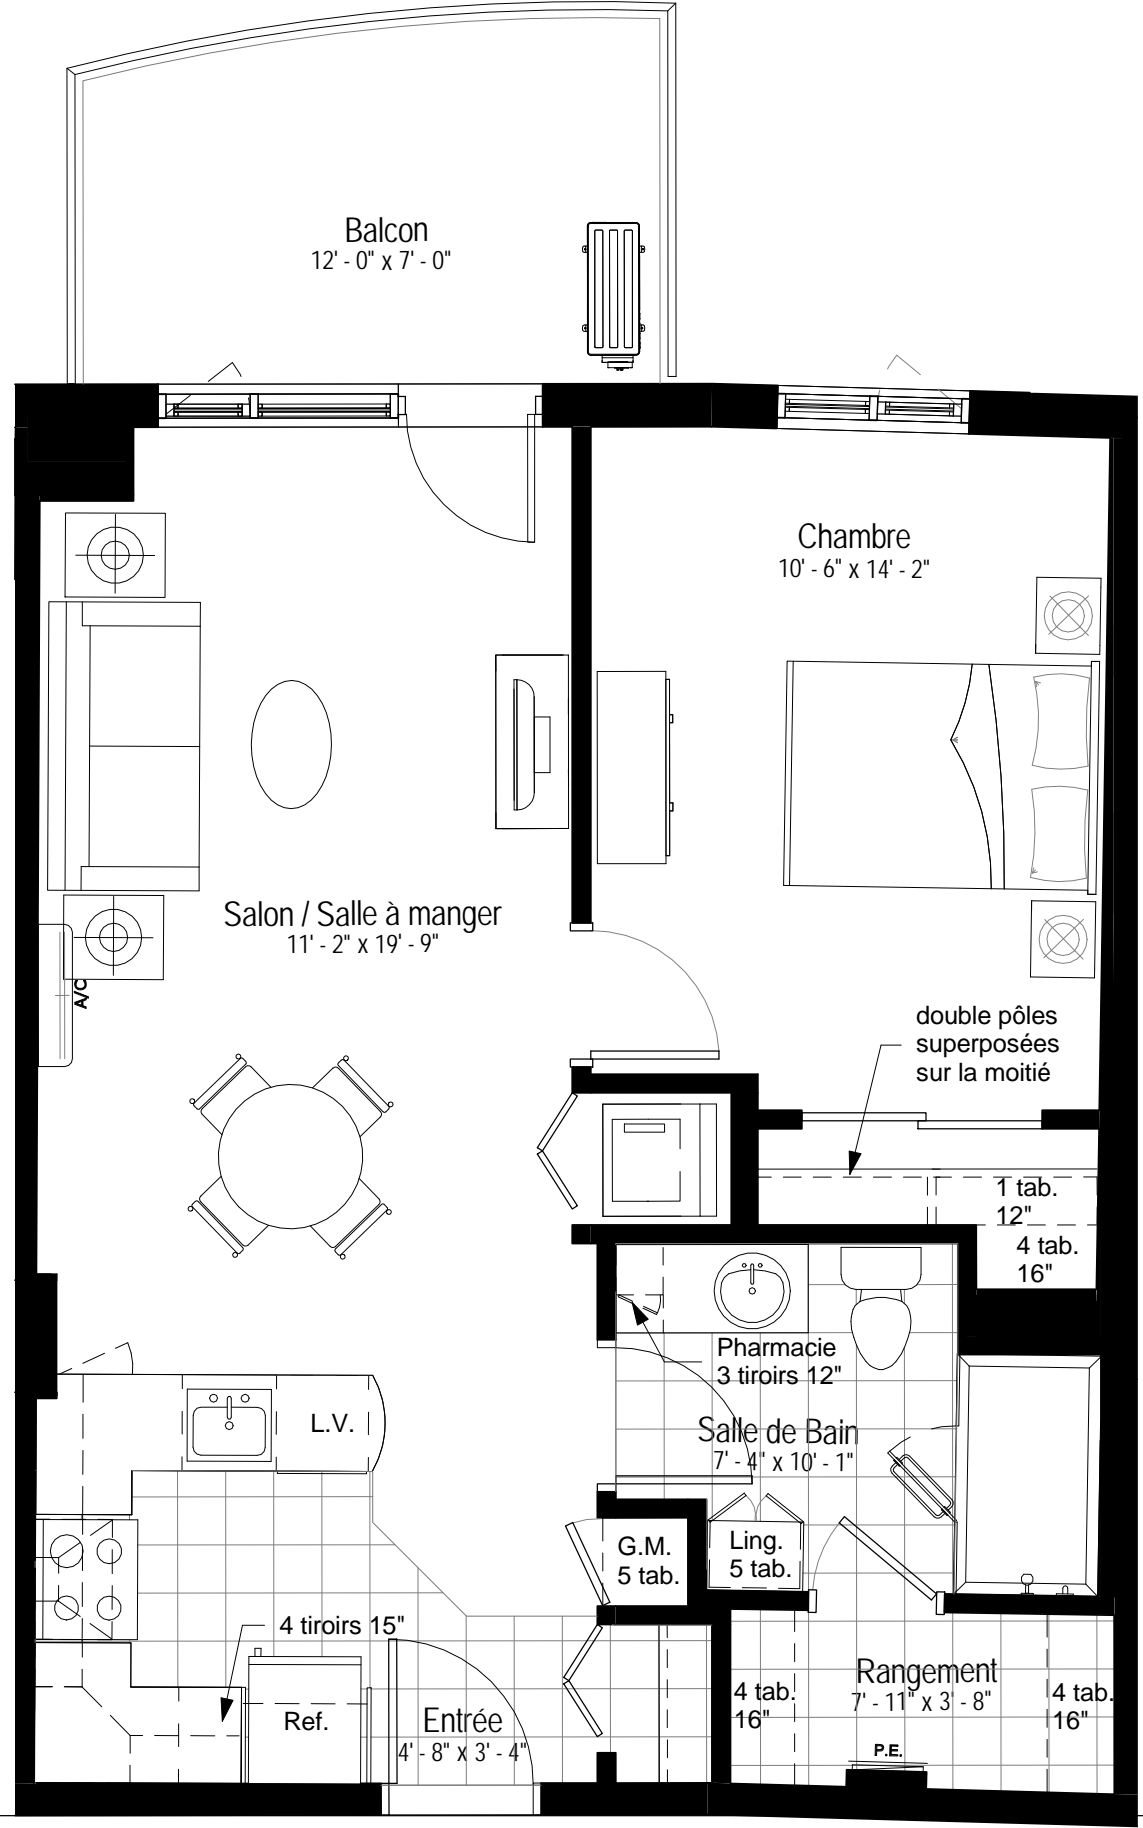 Balcon
12' - 0" x 7' - 0"
Chambre
10' - 6" x 14' - 2"
Salon / Salle à manger
11' - 2" x 19' - 9"
A/C
double pôles
superposées
sur la moitié
1 tab.
12"
4 tab.
16"
Pharmacie
3 tiroirs 12"
L.V.
Salle de Bain
7' - 4" x 10' - 1"
G.M.
5 tab.
Ling.
5 tab.
4 tiroirs 15"
Ref.
Entrée
4' - 8" x 3' - 4"
Rangement
7' - 11" x 3' - 8"
4 tab.
16"
4 tab.
16"
P.E.